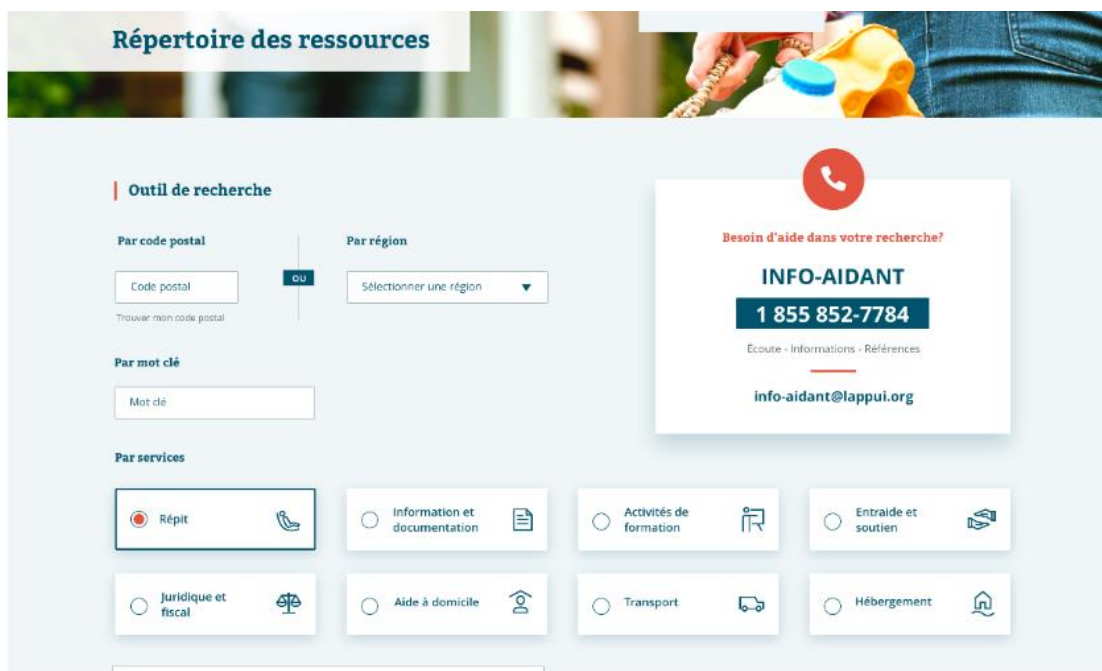 Répertoire des ressources
Outil de recherche
Par code postal
OU
Par région
Code postal
Sélectionner une région
Trouver mon code postal
Par mot clé
Mot clé
Besoin d'aide dans votre recherche?
INFO-AIDANT
1 855 852-7784
Écoute - Informations - Références
info-aidant@lappui.org
Par services
Répit
Information et
documentation
Activités de
formation
Entraide et
soutien
Juridique et
fiscal
Aide à domicile
Transport
Hébergement